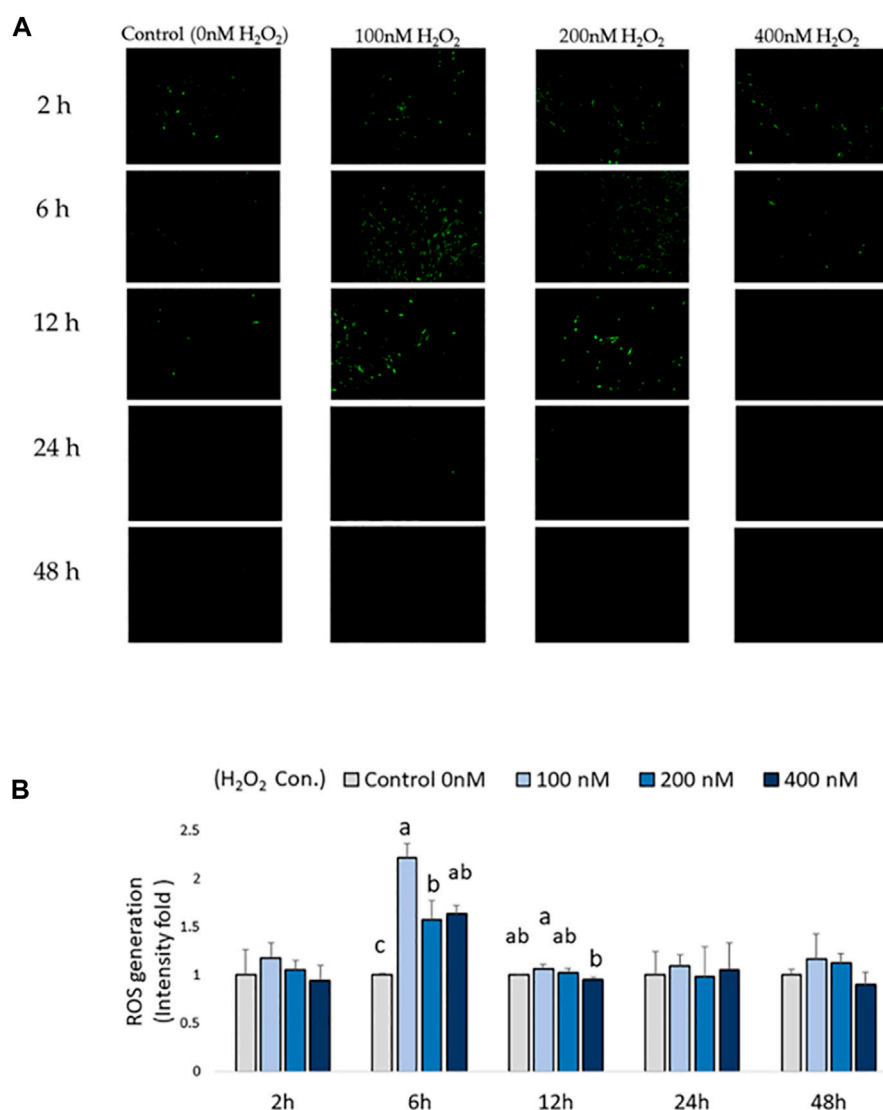 A
Control (0nM H₂O₂) 100nM H₂O₂ 200nM H₂O₂ 400nM H₂O₂
2 h
6 h
12 h
24 h
48 h
B
(H₂O₂ Con.) Control 0nM 100 nM 200 nM 400 nM
ROS generation
(Intensity fold )
2.5
2
1.5
1
0.5
0
c a b ab
ab a ab b
2h 6h 12h 24h 48h